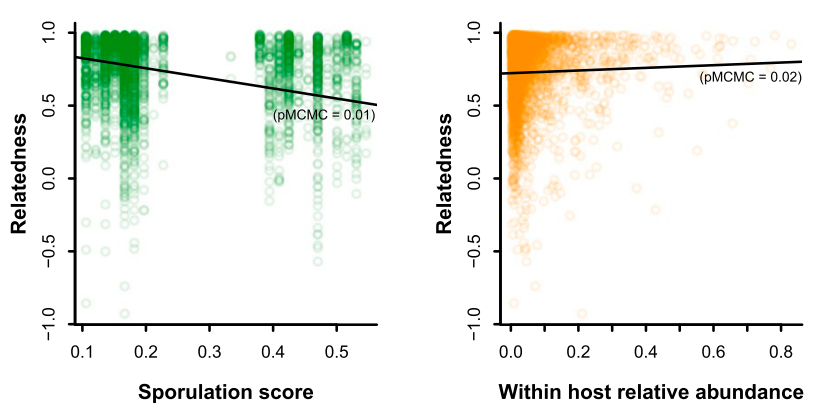 Relatedness
1.0
0.5
0.0
−0.5
−1.0
(pMCMC = 0.01)
0.1 0.2 0.3 0.4 0.5
Sporulation score
Relatedness
1.0
0.5
0.0
−0.5
−1.0
(pMCMC = 0.02)
0.0 0.2 0.4 0.6 0.8
Within host relative abundance